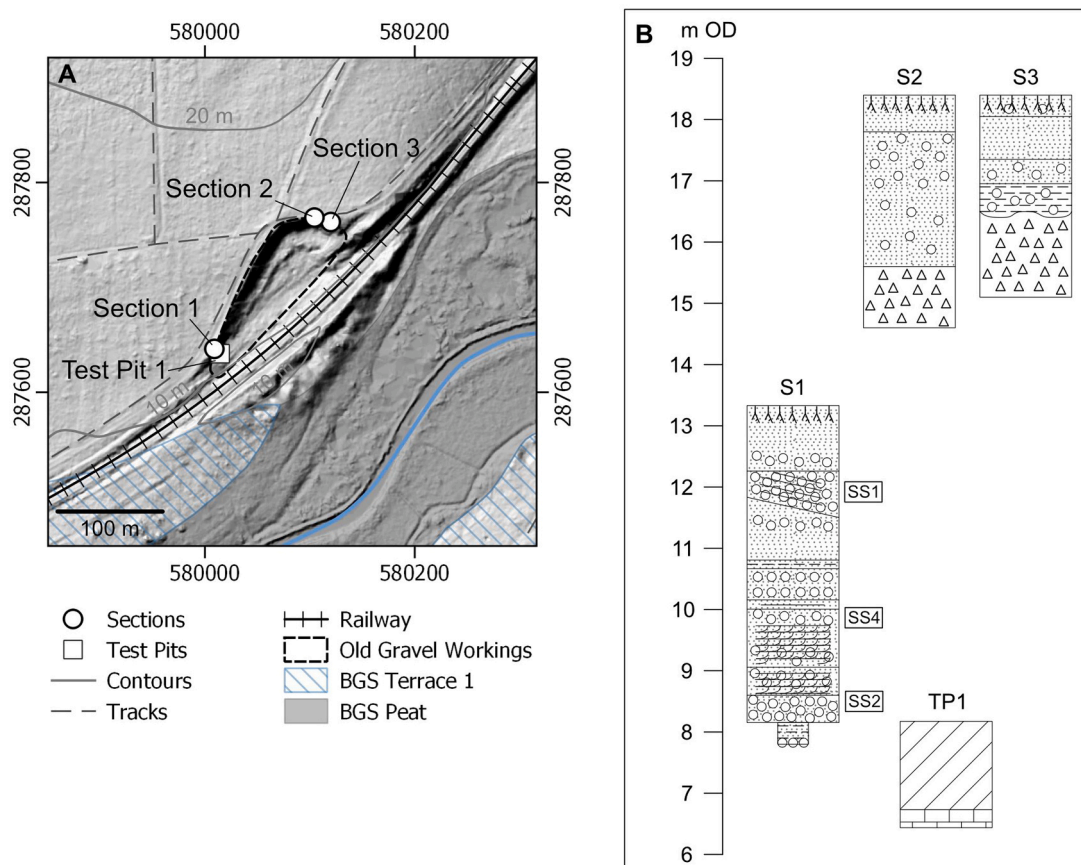 580000
580200
A
20 m
Section 3
Section 2
287800
287800
Section 1
Test Pit 1
10 m
10 m
287600
287600
100 m
580000
580200
Sections
Test Pits
Contours
Tracks
Railway
Old Gravel Workings
BGS Terrace 1
BGS Peat
B
m OD
19
18
17
16
15
14
13
12
11
10
9
8
7
6
S2
S3
S1
SS1
SS4
SS2
TP1